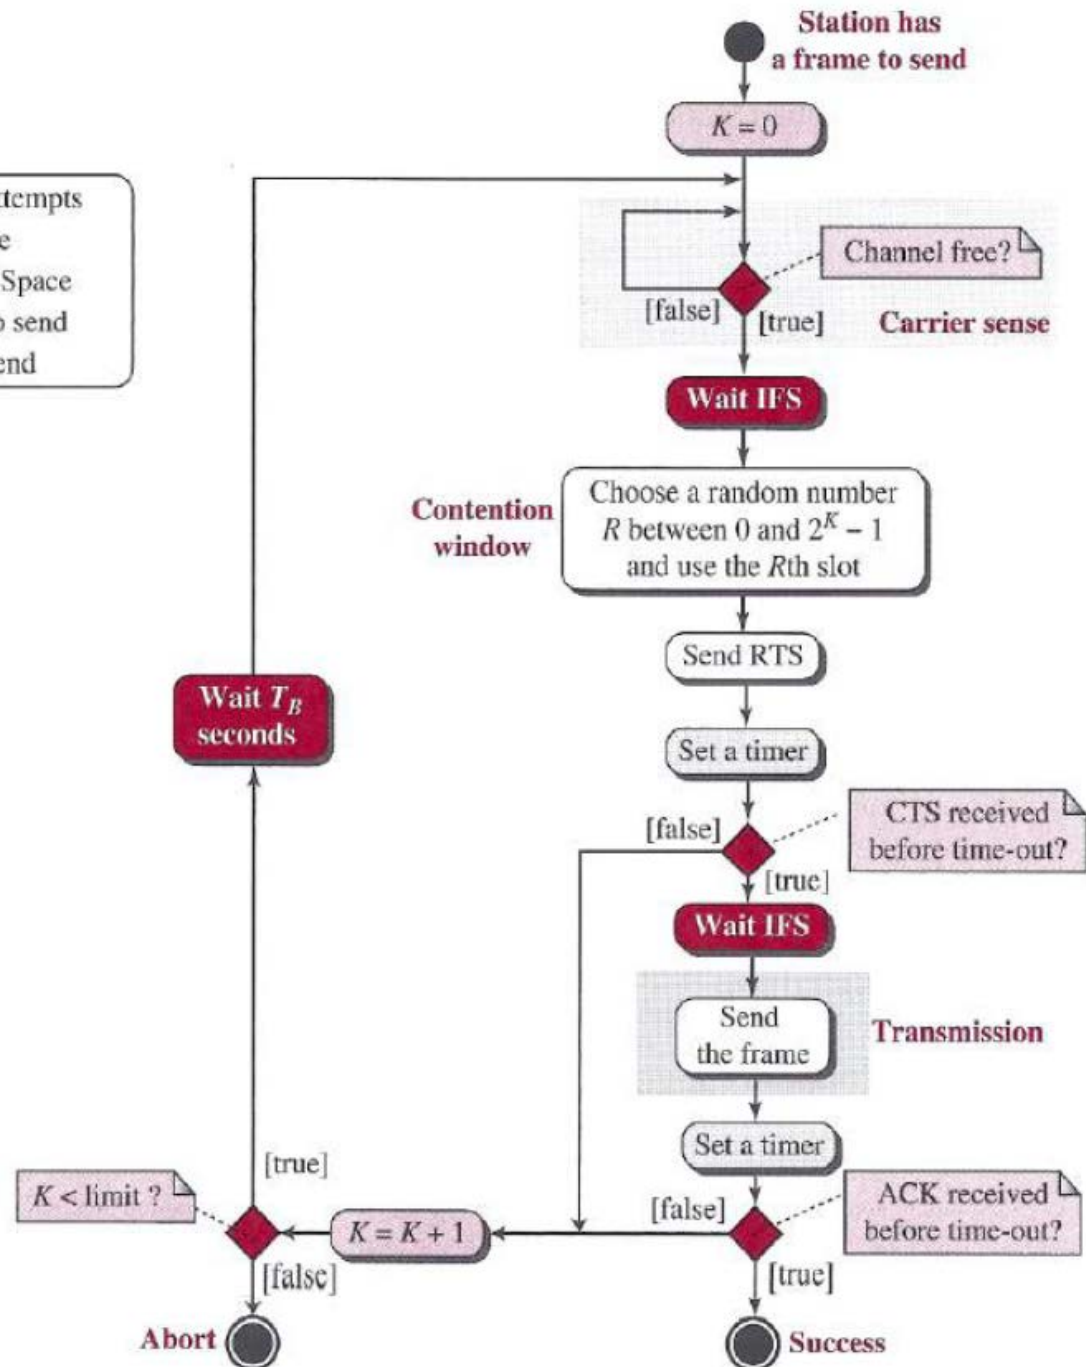 Station has
a frame to send
K = 0
Space
send
Channel free?
[false]
[true]
Carrier sense
Wait IFS
Contention
window
Choose a random number
R between 0 and 2^K – 1
and use the Rth slot
Send RTS
Wait T_B
seconds
Set a timer
[false]
CTS received
before time-out?
[true]
Wait IFS
Send
the frame
Transmission
Set a timer
[true]
K < limit ?
K = K + 1
[false]
ACK received
before time-out?
[false]
[true]
Abort
Success